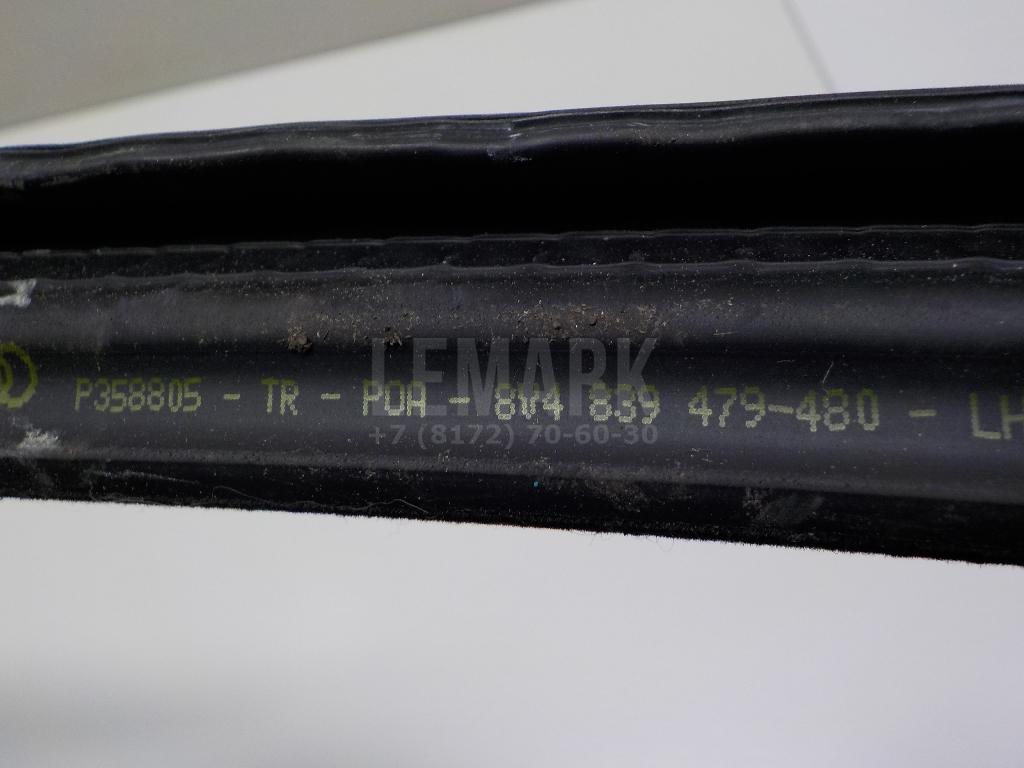 LEMARK
P358805 - TR - POA - 8V4 839 479-480 - LH
+7 (8172) 70-60-30